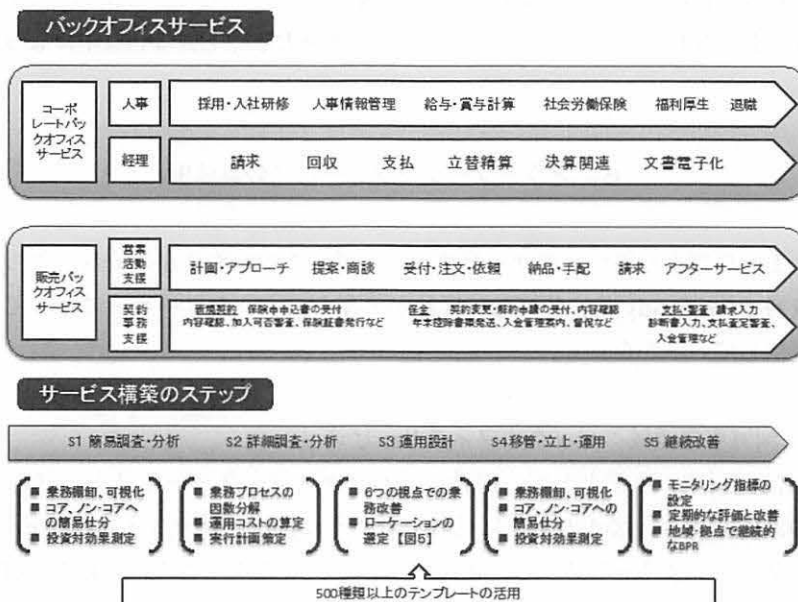 バックオフィスサービス
コーポ
レートバッ
クオフィス
サービス
人事
採用・入社研修 人事情報管理 給与・賞与計算 社会労働保険 福利厚生 退職
経理
請求 回収 支払 立替精算 決算関連 文書電子化
販売バッ
クオフィス
サービス
営業
活動
支援
計画・アプローチ 提案・商談 受付・注文・依頼 納品・手配 請求 アフターサービス
契約
事務
支援
新規契約 保険申申込書の受付
内容確認、加入可否審査、保険証書発行など
保全 契約変更・解約申請の受付、内容確認
年末控除書類発送、入金管理案内、督促など
支払・審査 請求入力
診断書入力、支払査定審査、
入金管理など
サービス構築のステップ
S1 簡易調査・分析 S2 詳細調査・分析 S3 運用設計 S4移管・立上・運用 S5 継続改善
■ 業務棚卸、可視化
■ コア、ノン・コアへ
の簡易仕分
■ 投資対効果測定
■ 業務プロセスの
因数分解
■ 運用コストの算定
■ 実行計画策定
■ 6つの視点での業
務改善
■ ローケーションの
選定 【図5】
■ 業務棚卸、可視化
■ コア、ノン・コアへの
簡易仕分
■ 投資対効果測定
■ モニタリング指標の
設定
■ 定期的な評価と改善
■ 地域・拠点で継続的
なBPR
500種類以上のテンプレートの活用